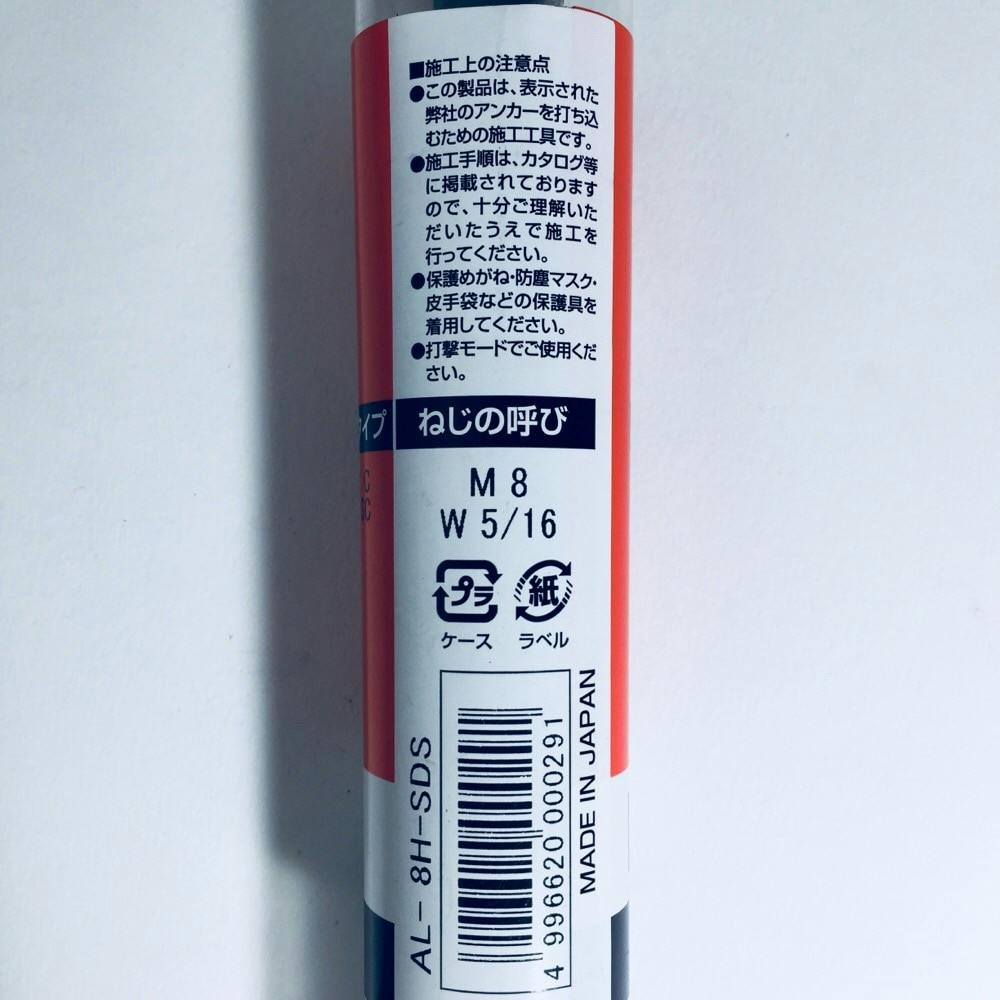 ■施工上の注意点
●この製品は、表示された
弊社のアンカーを打ち込
むための施工工具です。
●施工手順は、カタログ等
に掲載されております
ので、十分ご理解いた
だいたうえで施工を
行ってください。
●保護めがね・防塵マスク・
皮手袋などの保護具を
着用してください。
●打撃モードでご使用くだ
さい。
イプ
ねじの呼び
C
M 8
W 5/16
プラ
紙
ケース
ラベル
AL-8H-SDS
4 996620 000291
MADE IN JAPAN